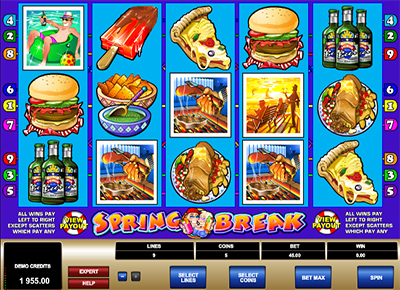 4 4
2 2
8 8
6 6
1 1
7 7
9 9
3 3
5 5
ALL WINS PAY
LEFT TO RIGHT
EXCEPT SCATTERS
WHICH PAY ANY
VIEW
PAYOUT
SPRING BREAK
VIEW
PAYOUT
ALL WINS PAY
LEFT TO RIGHT
EXCEPT SCATTERS
WHICH PAY ANY
LINES
COINS
BET
WIN
9
5
45.00
8.00
DEMO CREDITS
1 955.00
EXPERT
HELP
SELECT
LINES
SELECT
COINS
BET MAX
SPIN